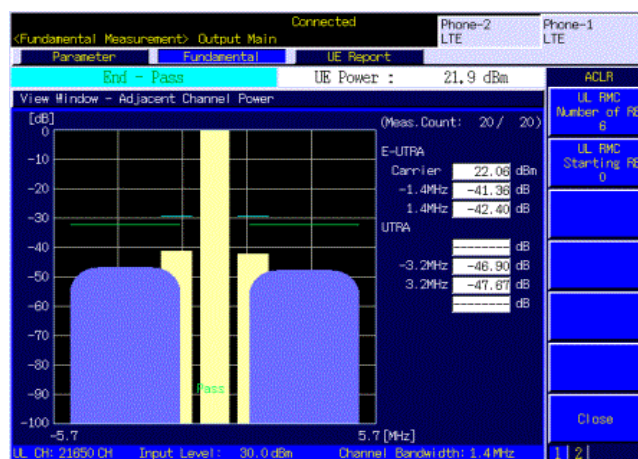 Connected
Phone-2
LTE
Phone-1
LTE
<Fundamental Measurement> Output Main
Parameter
Fundamental
UE Report
End - Pass
UE Power : 21.9 dBm
ACLR
View Window - Adjacent Channel Power
UL RMC
Number of RB
6
UL RMC
Starting RB
0
[dB]
(Meas.Count: 20/ 20)
0
-10
-20
-30
-40
-50
-60
-70
-80
-90
-100
E-UTRA
Carrier 22.06 dBm
-1.4MHz -41.36 dB
1.4MHz -42.40 dB
UTRA
-------- dB
-3.2MHz -46.90 dB
3.2MHz -47.67 dB
-------- dB
Pass
-5.7
5.7 [MHz]
Close
UL CH: 21650 CH Input Level: 30.0 dBm Channel Bandwidth: 1.4 MHz
1 2